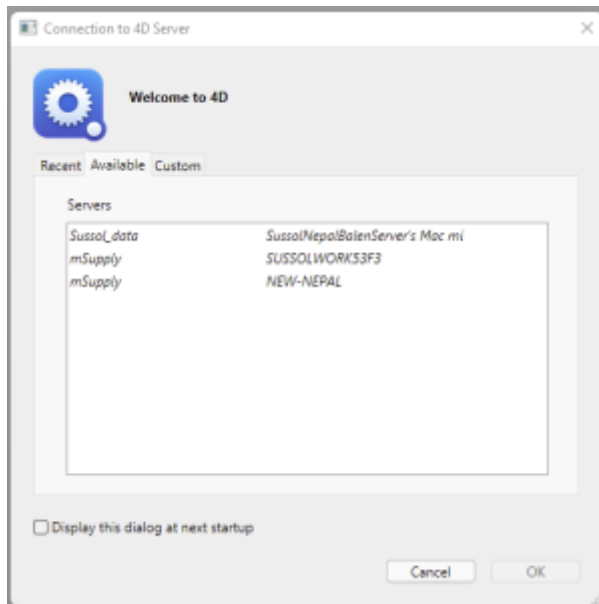 Connection to 4D Server
Welcome to 4D
Recent Available Custom
Servers
Sussol_data SussolNepalBalenServer's Mac mi
mSupply SUSSOLWORK53F3
mSupply NEW-NEPAL
Display this dialog at next startup
Cancel OK